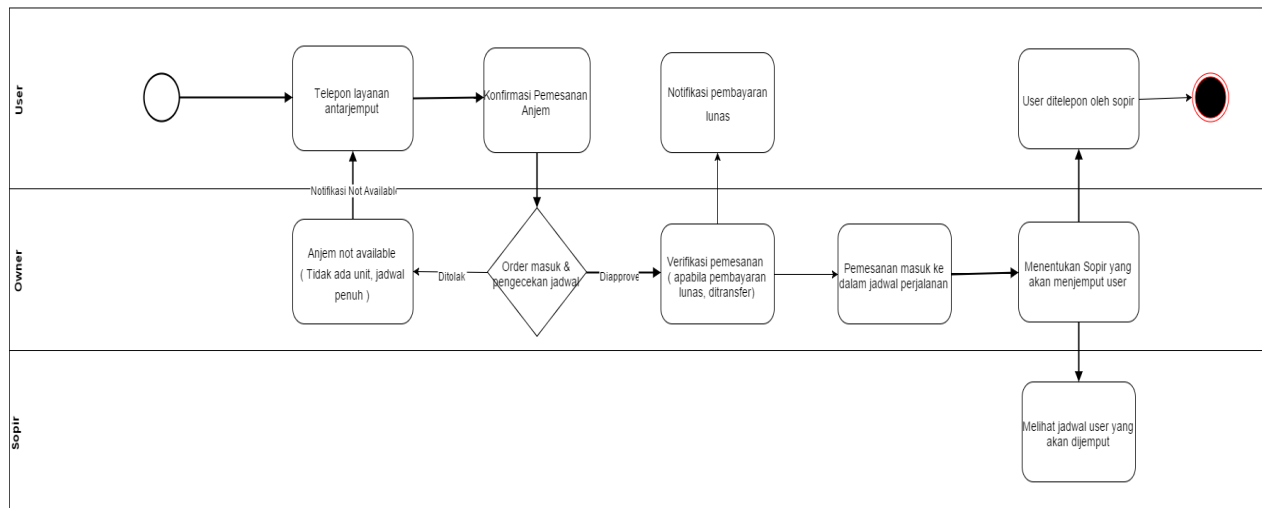 User
Telepon layanan
antarjemput
Konfirmasi Pemesanan
Anjem
Notifikasi pembayaran
lunas
User ditelepon oleh sopir
Notifikasi Not Available
Owner
Anjem not available
( Tidak ada unit, jadwal
penuh )
Ditolak
Order masuk &
pengecekan jadwal
Diapprove
Verifikasi pemesanan
( apabila pembayaran
lunas, ditransfer)
Pemesanan masuk ke
dalam jadwal perjalanan
Menentukan Sopir yang
akan menjemput user
Sopir
Melihat jadwal user yang
akan dijemput